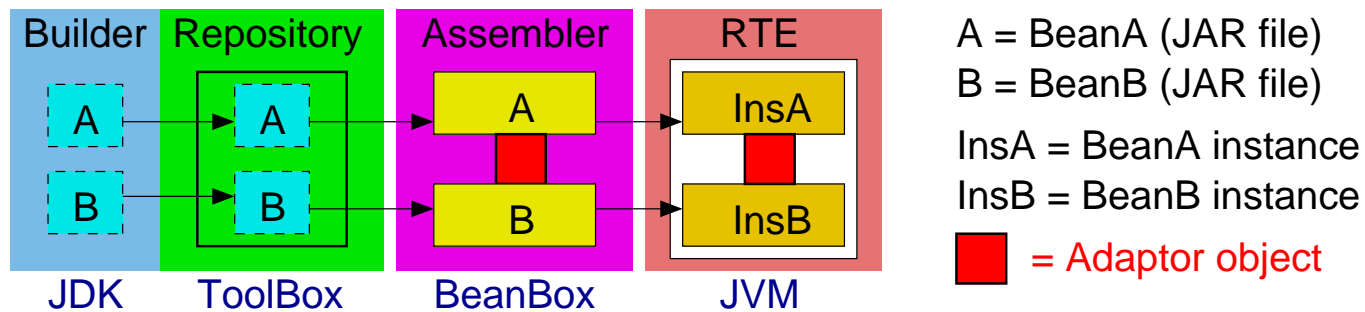 Builder Repository Assembler RTE
A A A InsA
B B B InsB
JDK ToolBox BeanBox JVM
A = BeanA (JAR file)
B = BeanB (JAR file)
InsA = BeanA instance
InsB = BeanB instance
= Adaptor object